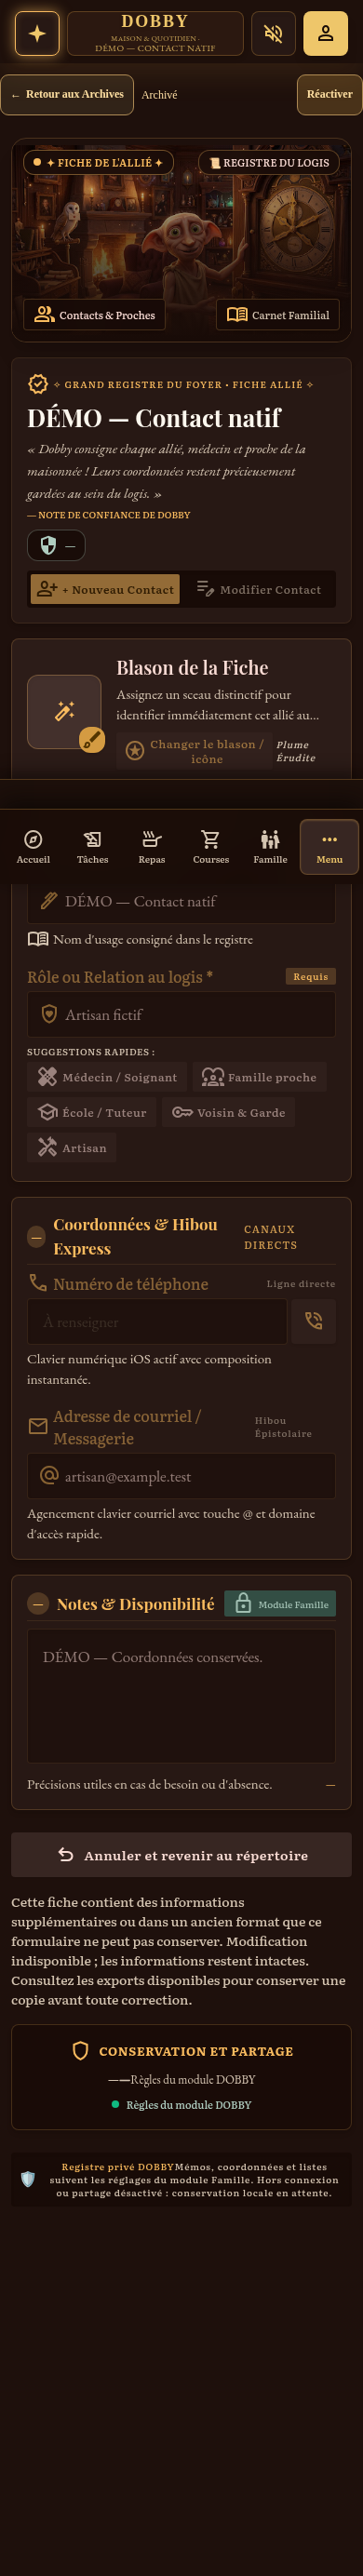 DOBBY
MAISON & QUOTIDIEN ·
DÉMO — CONTACT NATIF
← Retour aux Archives
Archivé
Réactiver
✦ FICHE DE L'ALLIÉ ✦
📜 REGISTRE DU LOGIS
Contacts & Proches
Carnet Familial
✧ GRAND REGISTRE DU FOYER • FICHE ALLIÉ ✧
DÉMO — Contact natif
« Dobby consigne chaque allié, médecin et proche de la
maisonnée ! Leurs coordonnées restent précieusement
gardées au sein du logis. »
— NOTE DE CONFIANCE DE DOBBY
—
+ Nouveau Contact
Modifier Contact
Blason de la Fiche
Assignez un sceau distinctif pour
identifier immédiatement cet allié au...
Changer le blason /
icône
Plume
Érudite
Accueil
Tâches
Repas
Courses
Famille
Menu
DÉMO — Contact natif
Nom d'usage consigné dans le registre
Rôle ou Relation au logis *
Requis
Artisan fictif
SUGGESTIONS RAPIDES :
Médecin / Soignant
Famille proche
École / Tuteur
Voisin & Garde
Artisan
—
Coordonnées & Hibou
Express
CANAUX
DIRECTS
Numéro de téléphone
Ligne directe
À renseigner
Clavier numérique iOS actif avec composition
instantanée.
Adresse de courriel /
Messagerie
Hibou
Épistolaire
artisan@example.test
Agencement clavier courriel avec touche @ et domaine
d'accès rapide.
—
Notes & Disponibilité
Module Famille
DÉMO — Coordonnées conservées.
Précisions utiles en cas de besoin ou d'absence.
—
Annuler et revenir au répertoire
Cette fiche contient des informations
supplémentaires ou dans un ancien format que ce
formulaire ne peut pas conserver. Modification
indisponible ; les informations restent intactes.
Consultez les exports disponibles pour conserver une
copie avant toute correction.
CONSERVATION ET PARTAGE
——Règles du module DOBBY
Règles du module DOBBY
Registre privé DOBBYMémos, coordonnées et listes
suivent les réglages du module Famille. Hors connexion
ou partage désactivé : conservation locale en attente.